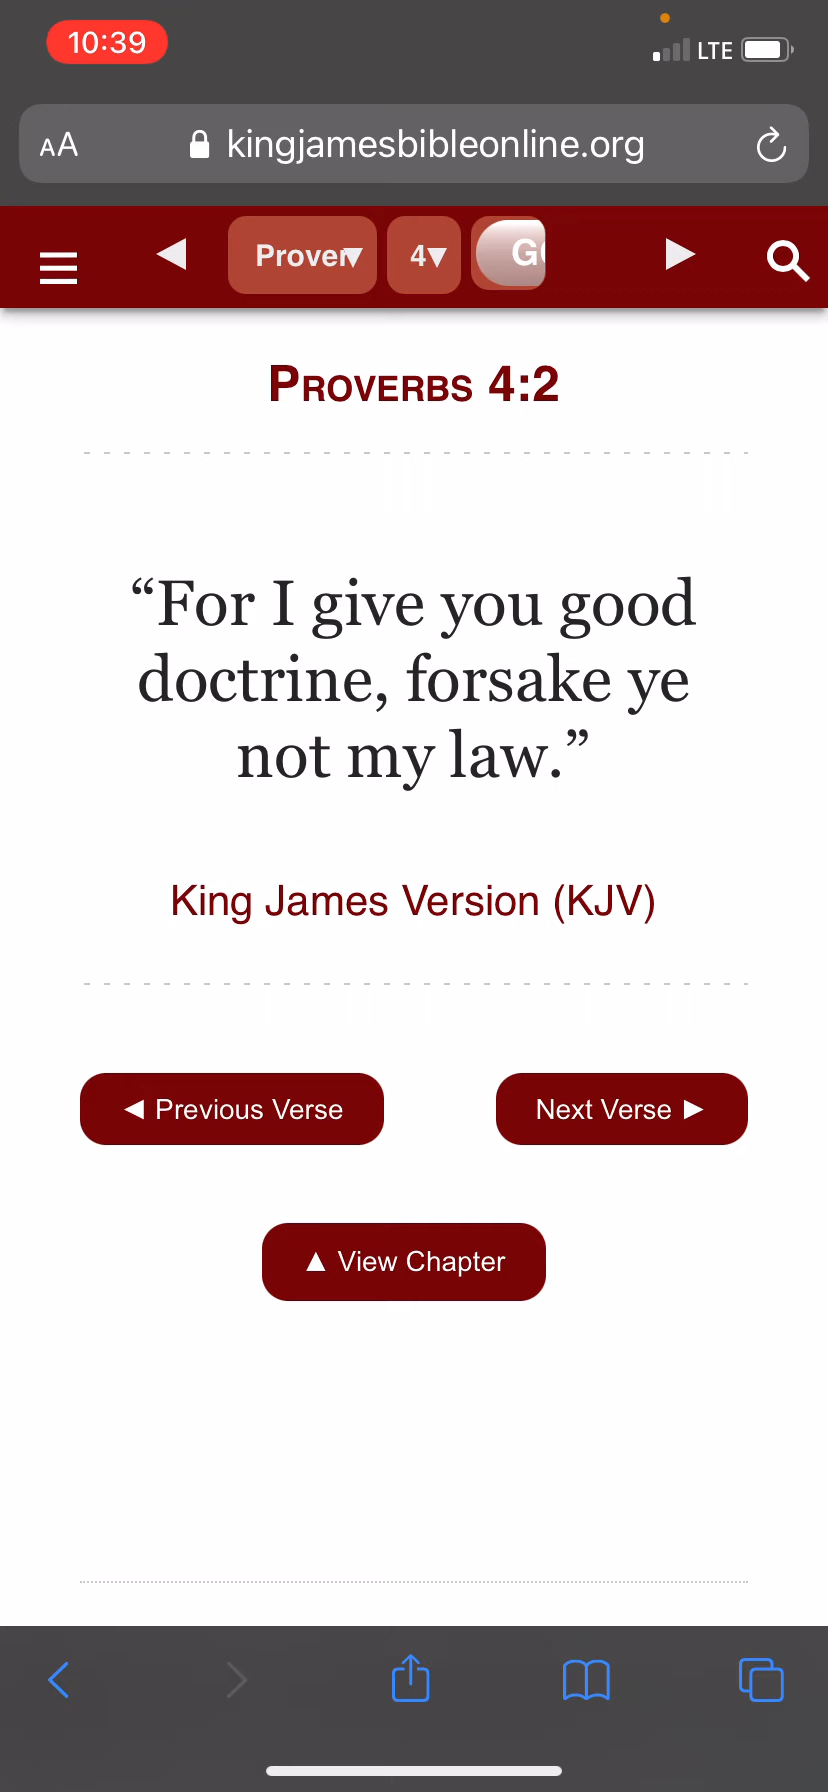 10:39
LTE
AA kingjamesbibleonline.org
Prover 4 G
PROVERBS 4:2
“For I give you good
doctrine, forsake ye
not my law.”
King James Version (KJV)
◀ Previous Verse Next Verse ▶
▲ View Chapter